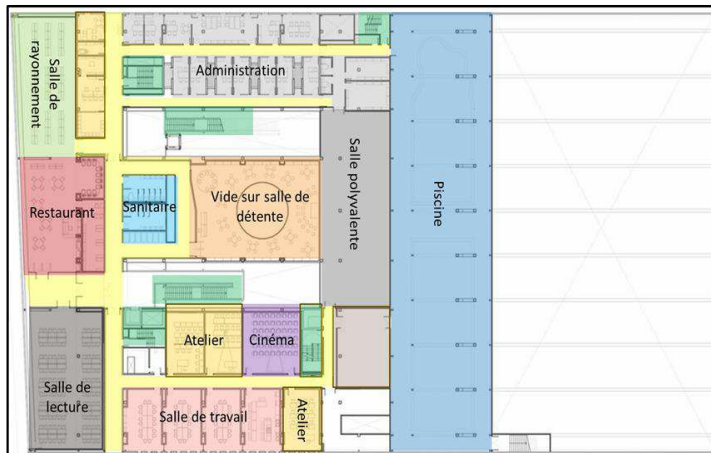 Salle de
rayonnement
Administration
Restaurant
Sanitaire
Vide sur salle de
détente
Salle polyvalente
Piscine
Atelier
Cinéma
Salle de
lecture
Salle de travail
Atelier